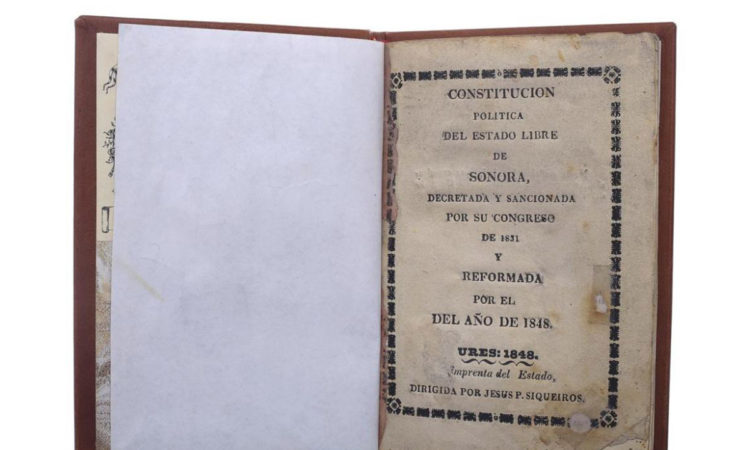 CONSTITUCION
POLITICA
DEL ESTADO LIBRE
DE
SONORA,
DECRETADA Y SANCIONADA
POR SU CONGRESO
DE 1831
Y
REFORMADA
POR EL
DEL AÑO DE 1848.
URES: 1848.
Imprenta del Estado,
DIRIGIDA POR JESUS P. SIQUEIROS.